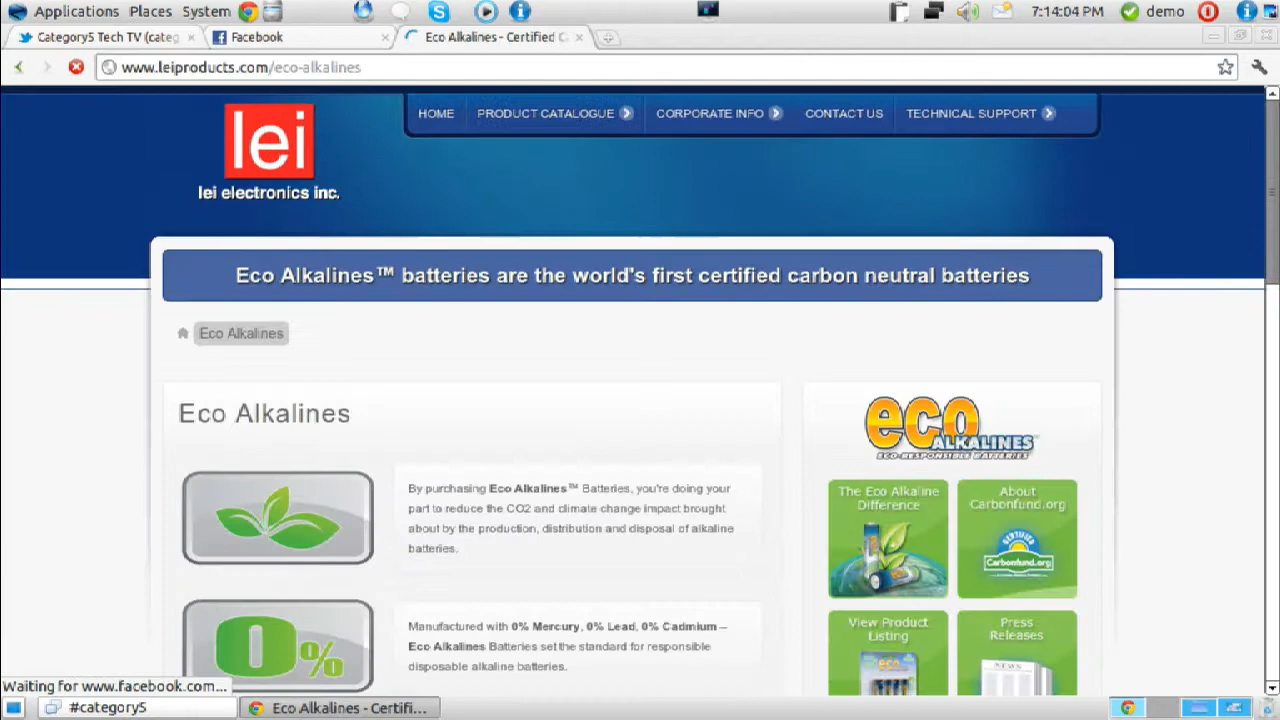 Applications Places System 7:14:04 PM demo
Category5 Tech TV (categ Facebook Eco Alkalines - Certified C
www.leiproducts.com/eco-alkalines
lei
lei electronics inc.
HOME PRODUCT CATALOGUE CORPORATE INFO CONTACT US TECHNICAL SUPPORT
Eco Alkalines™ batteries are the world's first certified carbon neutral batteries
Eco Alkalines
Eco Alkalines
By purchasing Eco Alkalines™ Batteries, you're doing your
part to reduce the CO2 and climate change impact brought
about by the production, distribution and disposal of alkaline
batteries.
0%
Manufactured with 0% Mercury, 0% Lead, 0% Cadmium –
Eco Alkalines Batteries set the standard for responsible
disposable alkaline batteries.
eco
ALKALINES™
ECO-RESPONSIBLE BATTERIES
The Eco Alkaline
Difference
About
Carbonfund.org
CERTIFIED
Carbonfund.org
View Product
Listing
eco
Press
Releases
NEWS
Waiting for www.facebook.com...
#category5 Eco Alkalines - Certifi...